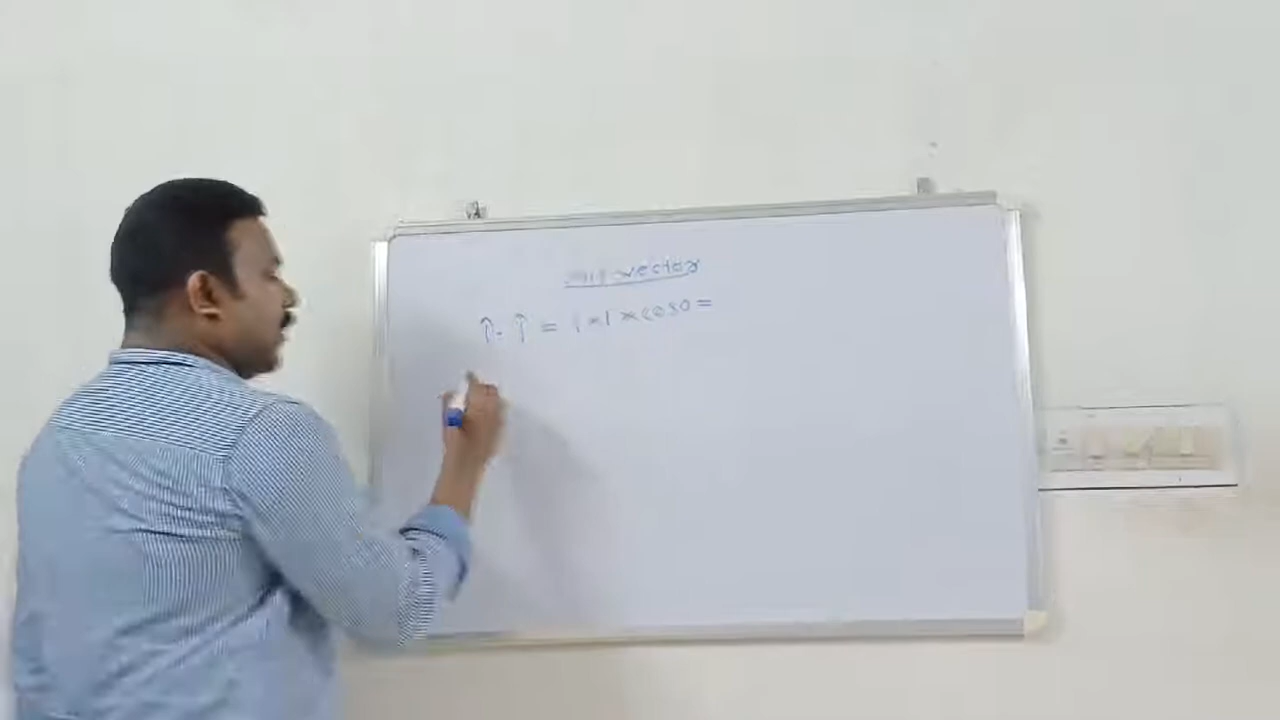 vector
î · î = 1×1×cos0=